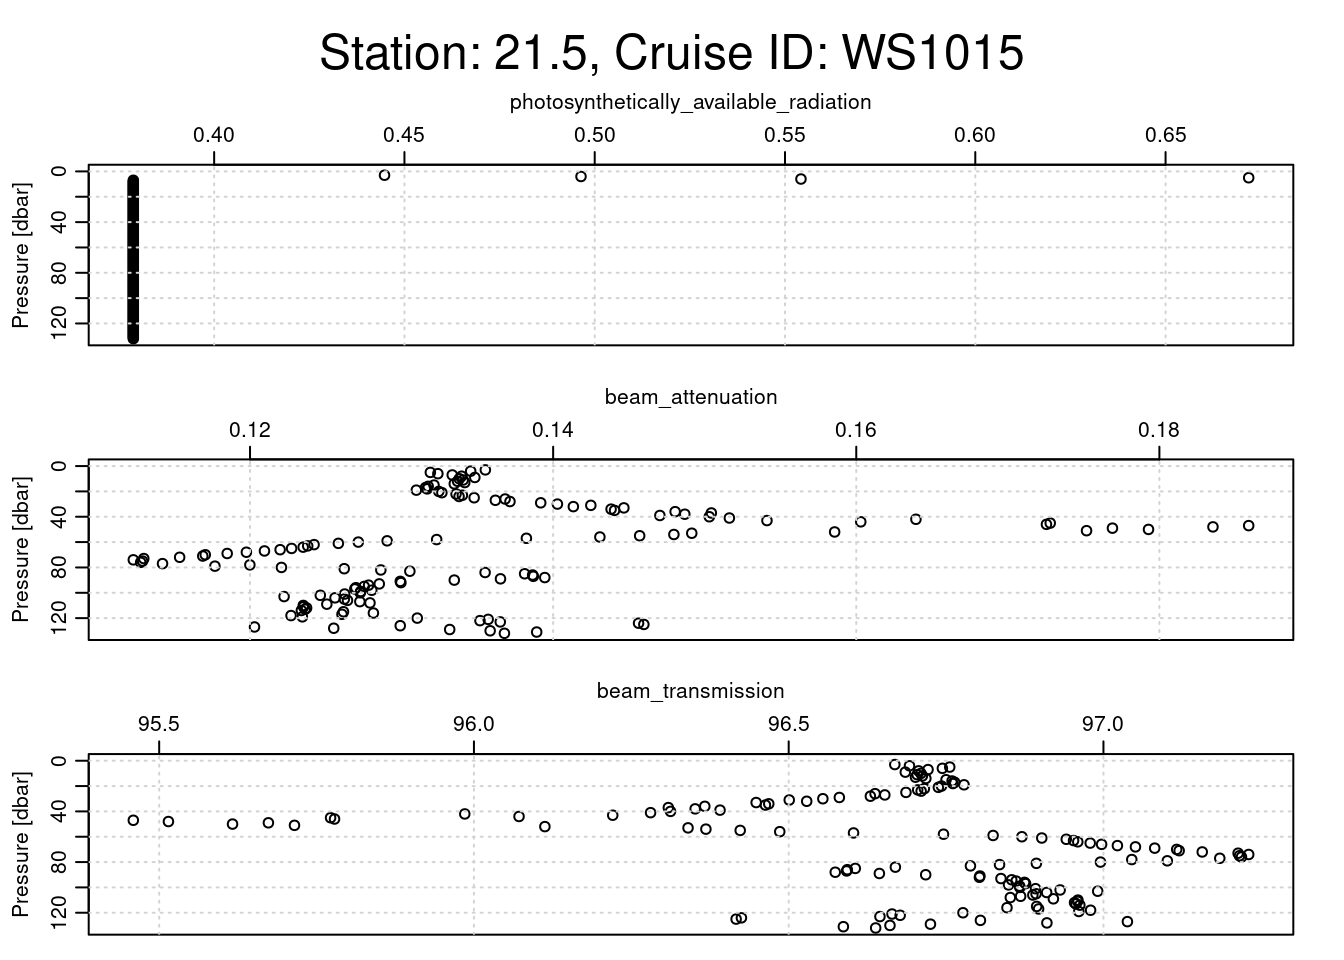 Station: 21.5, Cruise ID: WS1015
photosynthetically_available_radiation
0.40 0.45 0.50 0.55 0.60 0.65
Pressure [dbar]
0 40 80 120
beam_attenuation
0.12 0.14 0.16 0.18
Pressure [dbar]
0 40 80 120
beam_transmission
95.5 96.0 96.5 97.0
Pressure [dbar]
0 40 80 120